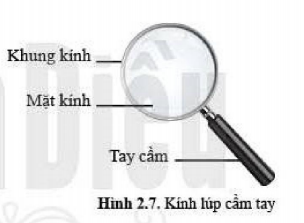 Khung kính
Mặt kính
Tay cầm
Hình 2.7. Kính lúp cầm tay